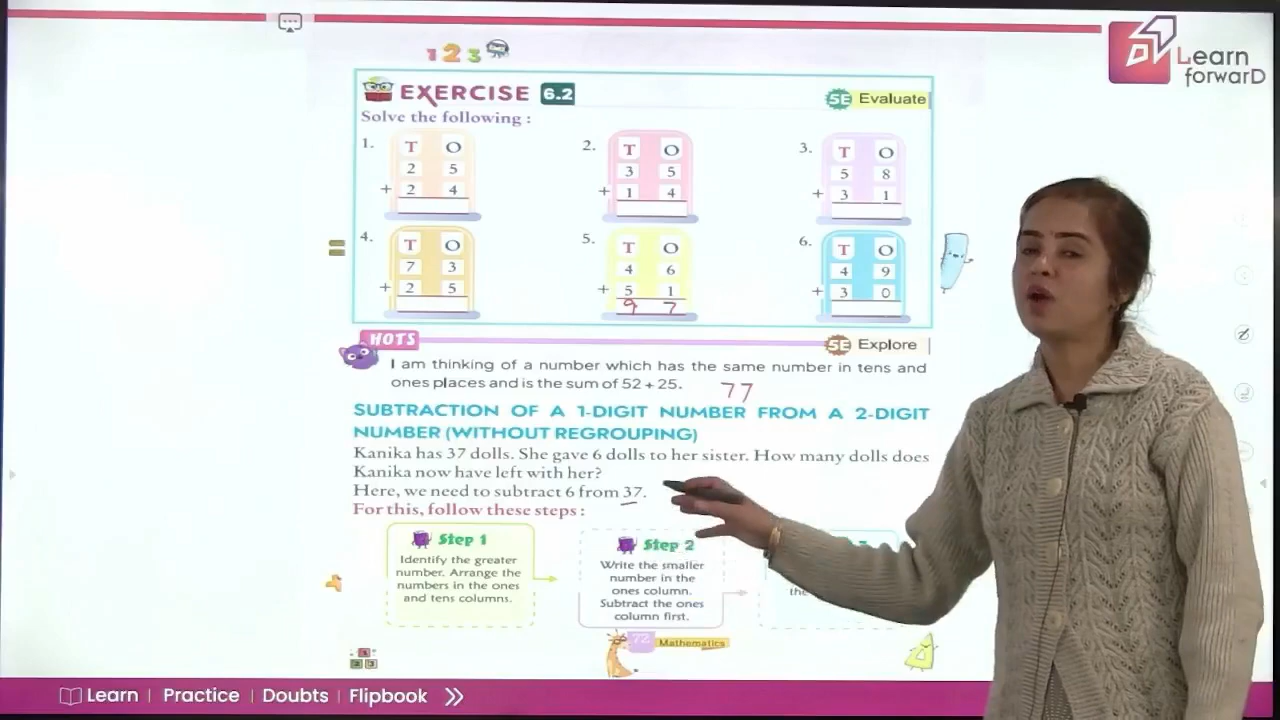 Learn
forwarD
1 2 3
EXERCISE 6.2
5E Evaluate
Solve the following :
1.
T O
2 5
+ 2 4
2.
T O
3 5
+ 1 4
3.
T O
5 8
+ 3 1
4.
T O
7 3
+ 2 5
5.
T O
4 6
+ 5 1
9 7
6.
T O
4 9
+ 3 0
HOTS
5E Explore
I am thinking of a number which has the same number in tens and
ones places and is the sum of 52 + 25. 77
SUBTRACTION OF A 1-DIGIT NUMBER FROM A 2-DIGIT
NUMBER (WITHOUT REGROUPING)
Kanika has 37 dolls. She gave 6 dolls to her sister. How many dolls does
Kanika now have left with her?
Here, we need to subtract 6 from 37.
For this, follow these steps :
Step 1
Identify the greater
number. Arrange the
numbers in the ones
and tens columns.
Step 2
Write the smaller
number in the
ones column.
Subtract the ones
column first.
the
72 Mathematics
Learn | Practice | Doubts | Flipbook